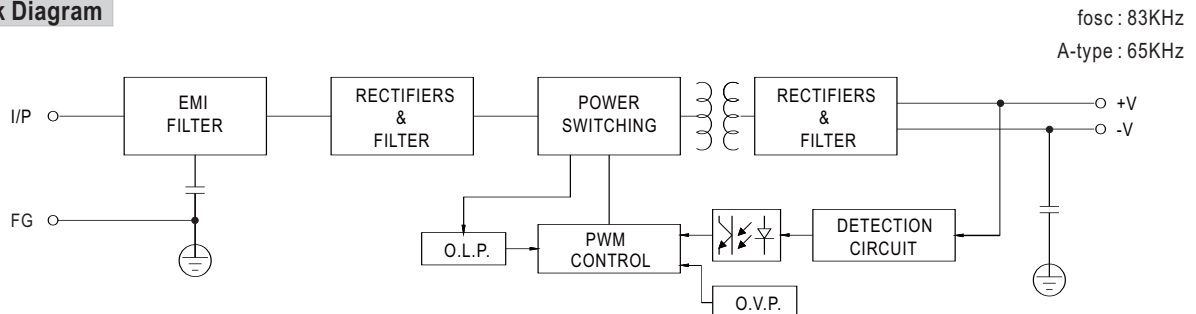 k Diagram
fosc : 83KHz
A-type : 65KHz
I/P
EMI
FILTER
RECTIFIERS
&
FILTER
POWER
SWITCHING
RECTIFIERS
&
FILTER
+V
-V
FG
O.L.P.
PWM
CONTROL
DETECTION
CIRCUIT
O.V.P.